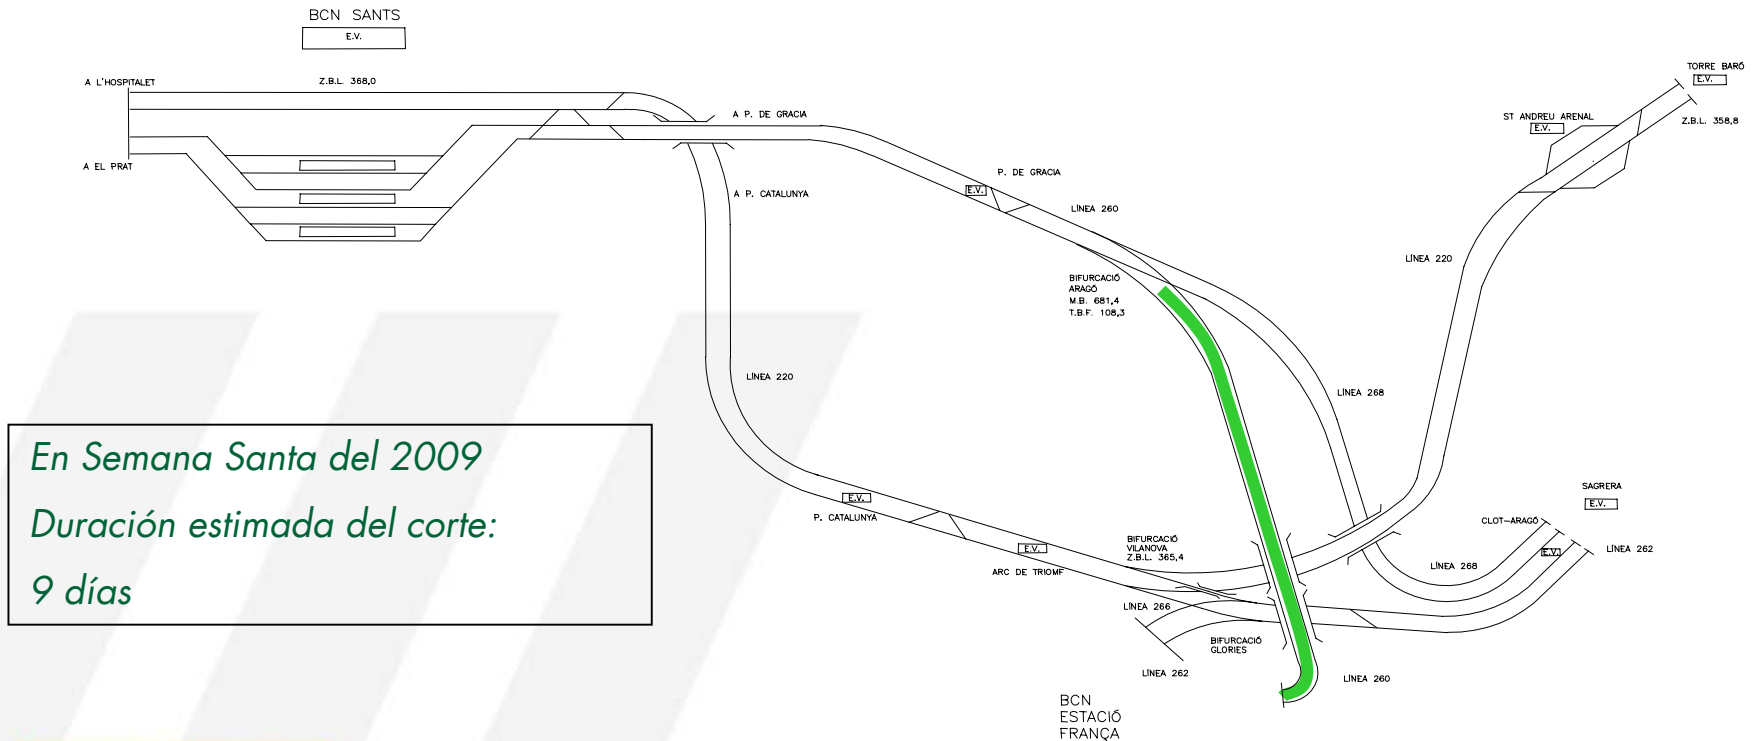 BCN SANTS
E.V.
A L'HOSPITALET
Z.B.L. 368,0
A EL PRAT
A P. DE GRACIA
A P. CATALUNYA
P. DE GRACIA
E.V.
LÍNEA 260
TORRE BARÓ
E.V.
ST ANDREU ARENAL
E.V.
Z.B.L. 358,8
LÍNEA 220
BIFURCACIÓ
ARAGÓ
M.B. 681,4
T.B.F. 108,3
LÍNEA 220
LÍNEA 268
En Semana Santa del 2009
Duración estimada del corte:
9 días
E.V.
P. CATALUNYA
E.V.
ARC DE TRIOMF
BIFURCACIÓ
VILANOVA
Z.B.L. 365,4
SAGRERA
E.V.
CLOT-ARAGÓ
E.V.
LÍNEA 262
LÍNEA 268
LÍNEA 266
BIFURCACIÓ
GLORIES
LÍNEA 262
LÍNEA 260
BCN
ESTACIÓ
FRANÇA